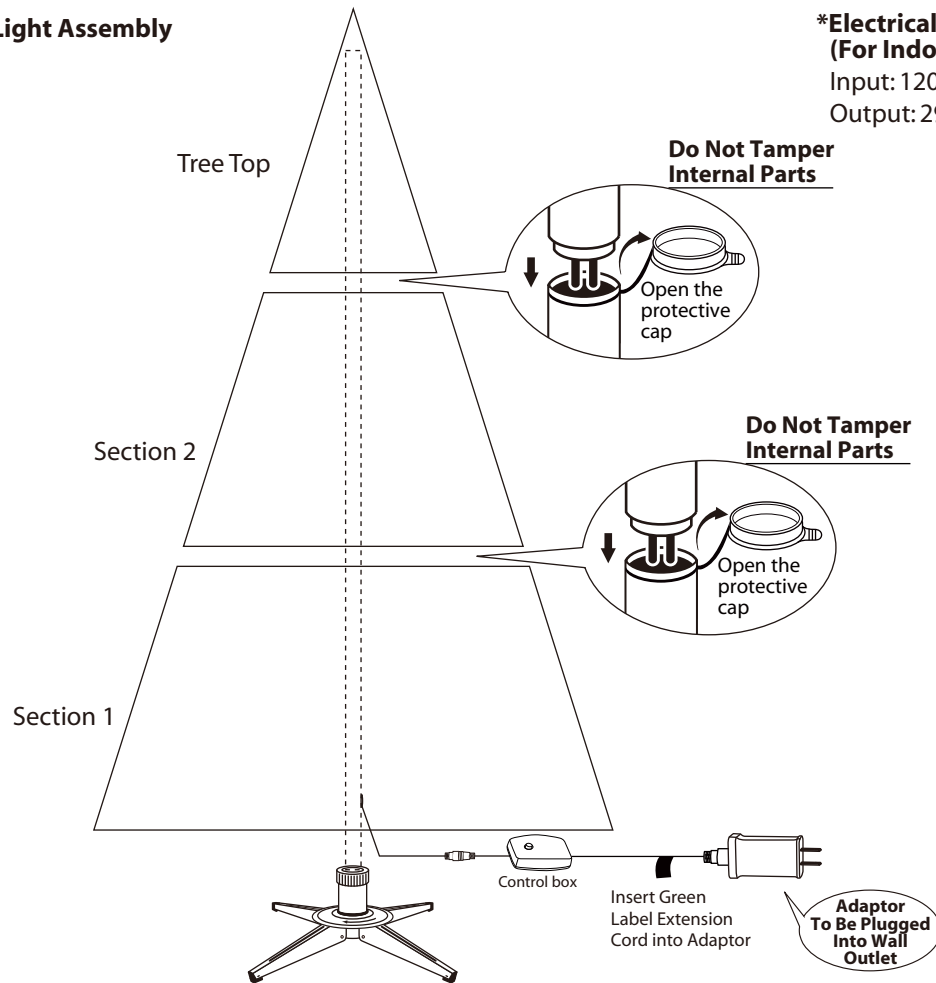 Light Assembly
*Electrical
(For Indo
Input: 120
Output: 29
Do Not Tamper
Internal Parts
Tree Top
Open the
protective
cap
Do Not Tamper
Internal Parts
Section 2
Open the
protective
cap
Section 1
Control box
Insert Green
Label Extension
Cord into Adaptor
Adaptor
To Be Plugged
Into Wall
Outlet